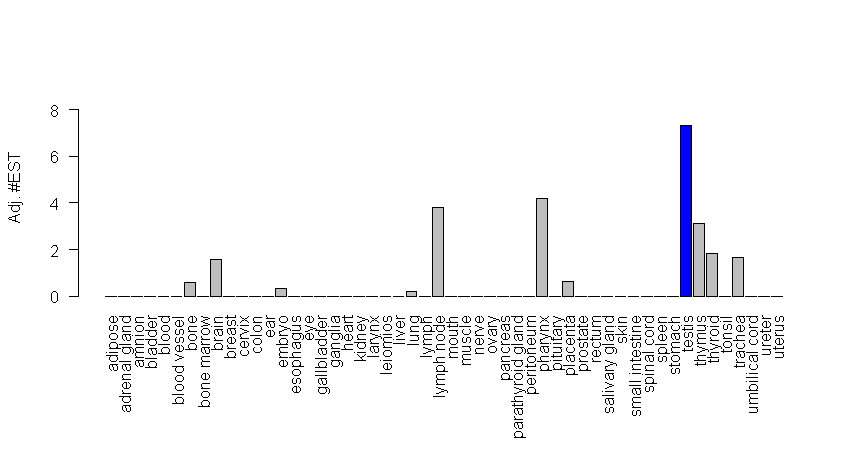 Adj. #EST
8
6
4
2
0
adipose
adrenal gland
amnion
bladder
blood
blood vessel
bone
bone marrow
brain
breast
cervix
colon
ear
embryo
esophagus
eye
gallbladder
ganglia
heart
kidney
larynx
leiomios
liver
lung
lymph
lymph node
mouth
muscle
nerve
ovary
pancreas
parathyroid gland
peritoneum
pharynx
pituitary
placenta
prostate
rectum
salivary gland
skin
small intestine
spinal cord
spleen
stomach
testis
thymus
thyroid
tonsil
trachea
umbilical cord
ureter
uterus